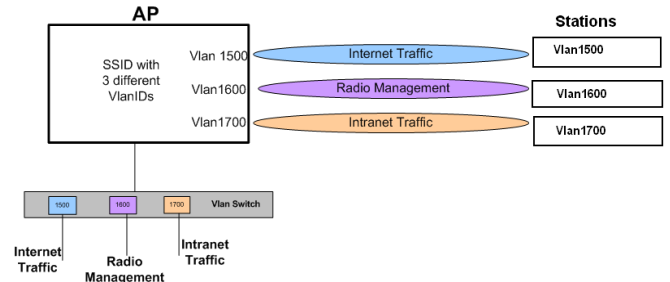 AP
Stations
SSID with
3 different
VlanIDs
Vlan 1500
Internet Traffic
Vlan1500
Vlan1600
Radio Management
Vlan1600
Vlan1700
Intranet Traffic
Vlan1700
1500
1600
1700
Vlan Switch
Internet
Traffic
Radio
Management
Intranet
Traffic